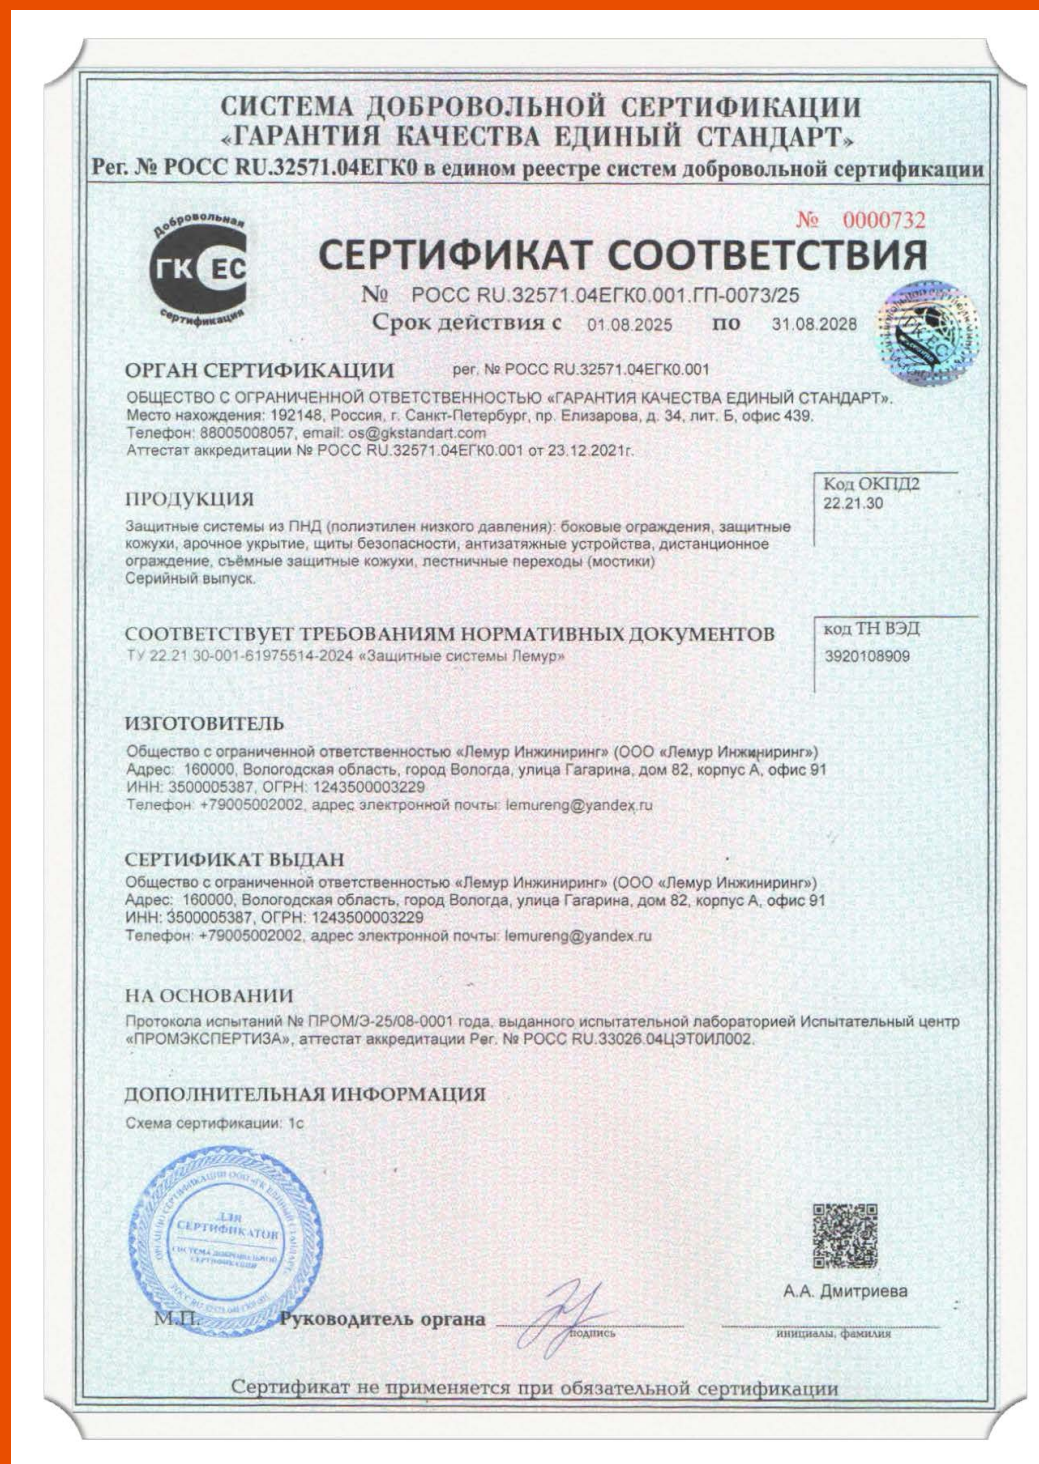 СИСТЕМА ДОБРОВОЛЬНОЙ СЕРТИФИКАЦИИ
«ГАРАНТИЯ КАЧЕСТВА ЕДИНЫЙ СТАНДАРТ»
Рег. № РОСС RU.32571.04ЕГК0 в едином реестре систем добровольной сертификации
Добровольная
ГК ЕС
сертификация
№ 0000732
СЕРТИФИКАТ СООТВЕТСТВИЯ
№ РОСС RU.32571.04ЕГК0.001.ГП-0073/25
Срок действия с 01.08.2025 по 31.08.2028
ОРГАН СЕРТИФИКАЦИИ рег. № РОСС RU.32571.04ЕГК0.001
ОБЩЕСТВО С ОГРАНИЧЕННОЙ ОТВЕТСТВЕННОСТЬЮ «ГАРАНТИЯ КАЧЕСТВА ЕДИНЫЙ СТАНДАРТ».
Место нахождения: 192148, Россия, г. Санкт-Петербург, пр. Елизарова, д. 34, лит. Б, офис 439.
Телефон: 88005008057, email: os@gkstandart.com
Аттестат аккредитации № РОСС RU.32571.04ЕГК0.001 от 23.12.2021г.
Код ОКПД2
22.21.30
ПРОДУКЦИЯ
Защитные системы из ПНД (полиэтилен низкого давления): боковые ограждения, защитные
кожухи, арочное укрытие, щиты безопасности, антизатяжные устройства, дистанционное
ограждение, съёмные защитные кожухи, лестничные переходы (мостики)
Серийный выпуск.
СООТВЕТСТВУЕТ ТРЕБОВАНИЯМ НОРМАТИВНЫХ ДОКУМЕНТОВ
ТУ 22.21 30-001-61975514-2024 «Защитные системы Лемур»
код ТН ВЭД
3920108909
ИЗГОТОВИТЕЛЬ
Общество с ограниченной ответственностью «Лемур Инжиниринг» (ООО «Лемур Инжиниринг»)
Адрес: 160000, Вологодская область, город Вологда, улица Гагарина, дом 82, корпус А, офис 91
ИНН: 3500005387, ОГРН: 1243500003229
Телефон: +79005002002, адрес электронной почты: lemureng@yandex.ru
СЕРТИФИКАТ ВЫДАН
Общество с ограниченной ответственностью «Лемур Инжиниринг» (ООО «Лемур Инжиниринг»)
Адрес: 160000, Вологодская область, город Вологда, улица Гагарина, дом 82, корпус А, офис 91
ИНН: 3500005387, ОГРН: 1243500003229
Телефон: +79005002002, адрес электронной почты: lemureng@yandex.ru
НА ОСНОВАНИИ
Протокола испытаний № ПРОМ/Э-25/08-0001 года, выданного испытательной лабораторией Испытательный центр
«ПРОМЭКСПЕРТИЗА», аттестат аккредитации Рег. № РОСС RU.33026.04ЦЭТ0ИЛ002.
ДОПОЛНИТЕЛЬНАЯ ИНФОРМАЦИЯ
Схема сертификации: 1с
ДЛЯ
СЕРТИФИКАТОВ
СИСТЕМА ДОБРОВОЛЬНОЙ
СЕРТИФИКАЦИИ
А.А. Дмитриева
М.П. Руководитель органа
подпись
инициалы, фамилия
Сертификат не применяется при обязательной сертификации